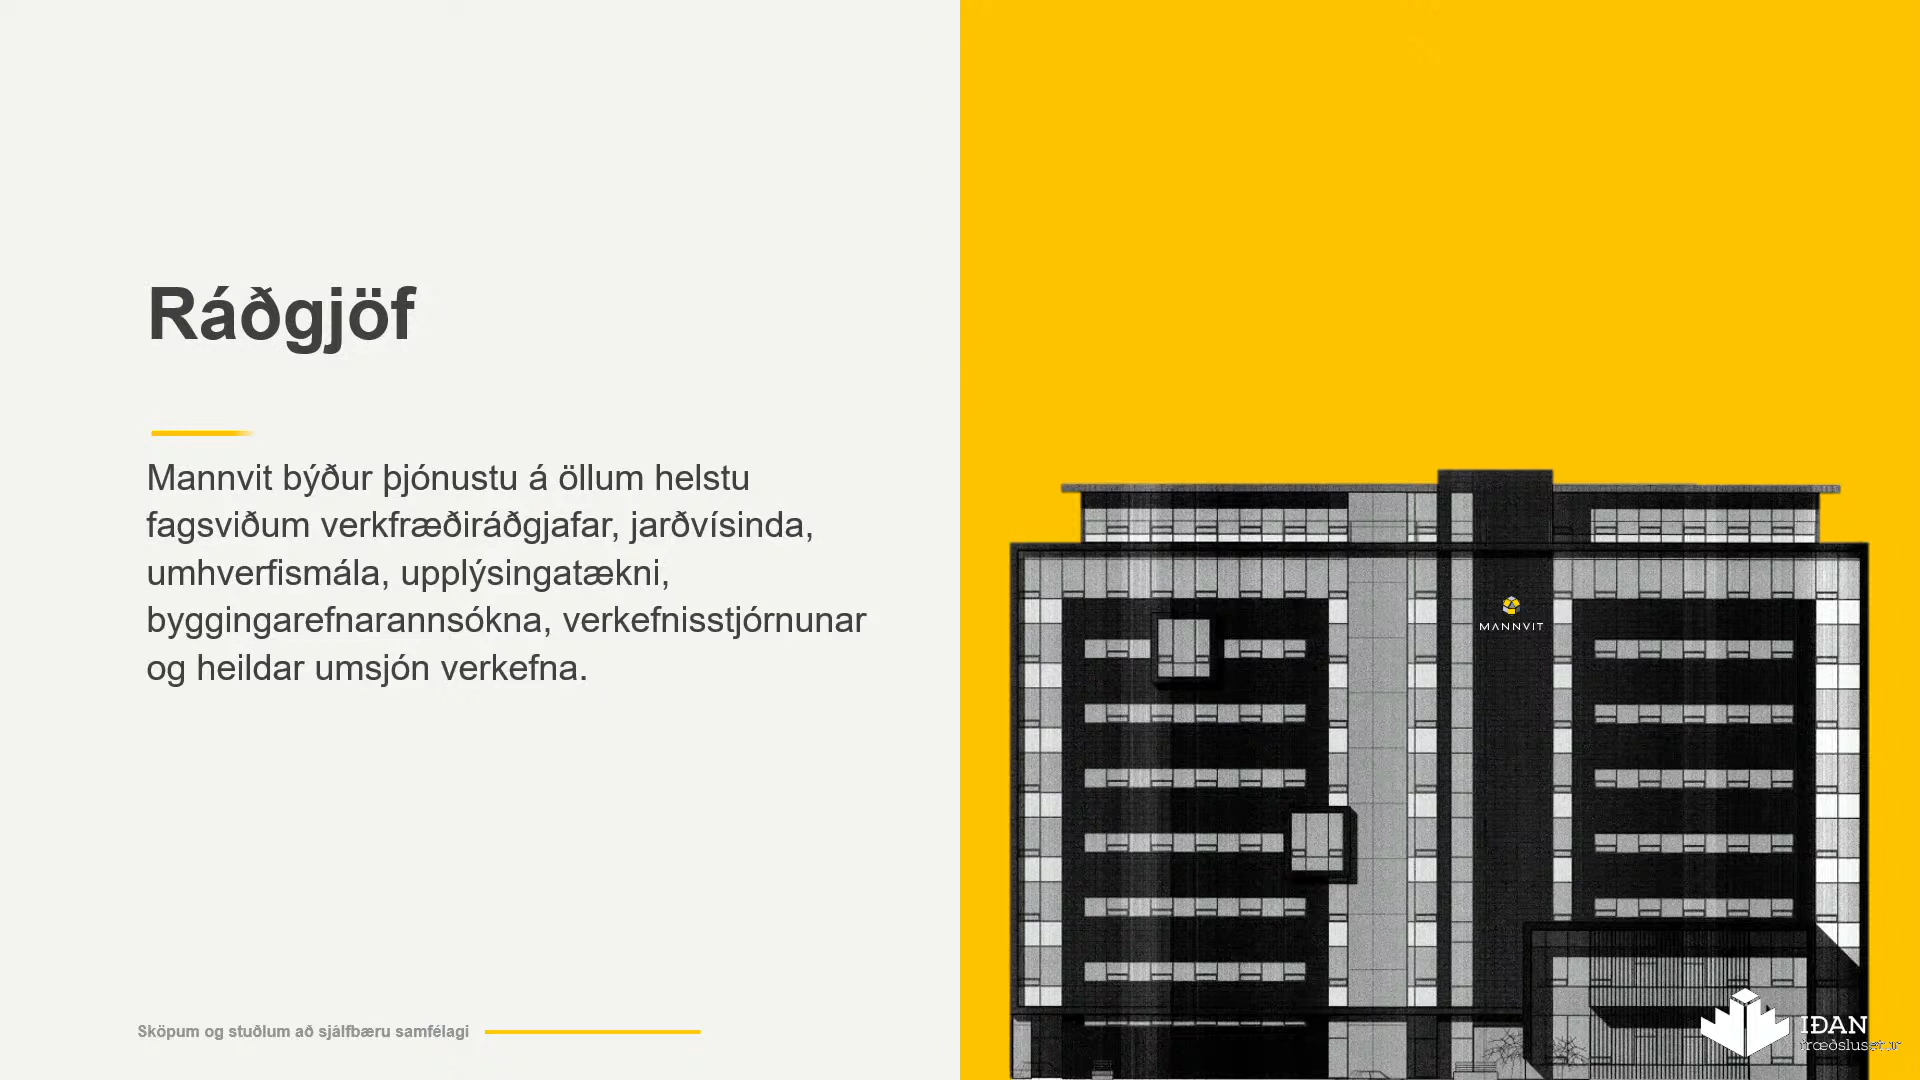 Ráðgjöf
Mannvit býður þjónustu á öllum helstu
fagsviðum verkfræðiráðgjafar, jarðvísinda,
umhverfismála, upplýsingatækni,
byggingarefnarannsókna, verkefnisstjórnunar
og heildar umsjón verkefna.
Sköpum og stuðlum að sjálfbæru samfélagi
MANNVIT
IÐAN
fræðslusetur